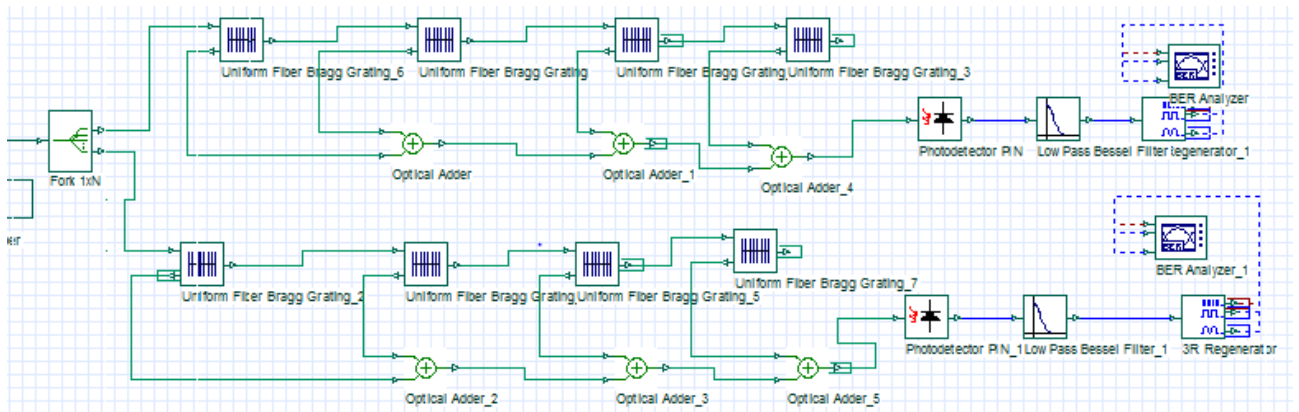 Uniform Fiber Bragg Grating_6
Uniform Fiber Bragg Grating
Uniform Fiber Bragg Grating_
Uniform Fiber Bragg Grating_3
BER Analyzer
Fork 1xN
Optical Adder
Optical Adder_1
Optical Adder_4
Photodetector PIN
Low Pass Bessel Filter
Regenerator_1
BER Analyzer_1
Uniform Fiber Bragg Grating_2
Uniform Fiber Bragg Grating_
Uniform Fiber Bragg Grating_5
Uniform Fiber Bragg Grating_7
Photodetector PIN_1
Low Pass Bessel Filter_1
3R Regenerator
Optical Adder_2
Optical Adder_3
Optical Adder_5